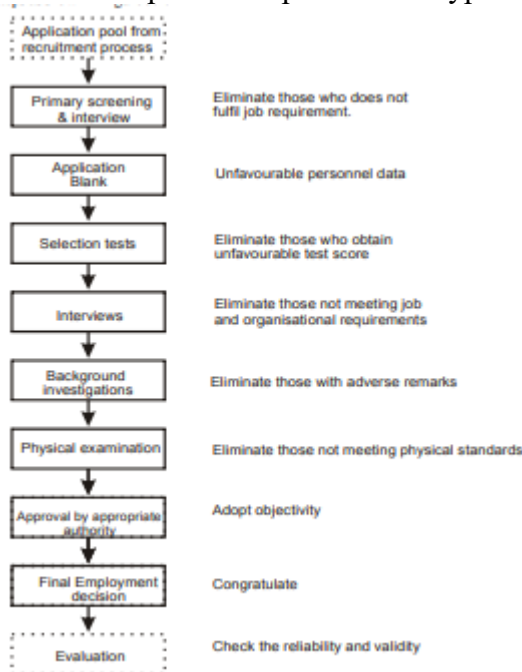 Application pool from
recruitment process
Primary screening
& interview
Eliminate those who does not
fulfil job requirement.
Application
Blank
Unfavourable personnel data
Selection tests
Eliminate those who obtain
unfavourable test score
Interviews
Eliminate those not meeting job
and organisational requirements
Background
investigations
Eliminate those with adverse remarks
Physical examination
Eliminate those not meeting physical standards
Approval by appropriate
authority
Adopt objectivity
Final Employment
decision
Congratulate
Evaluation
Check the reliability and validity